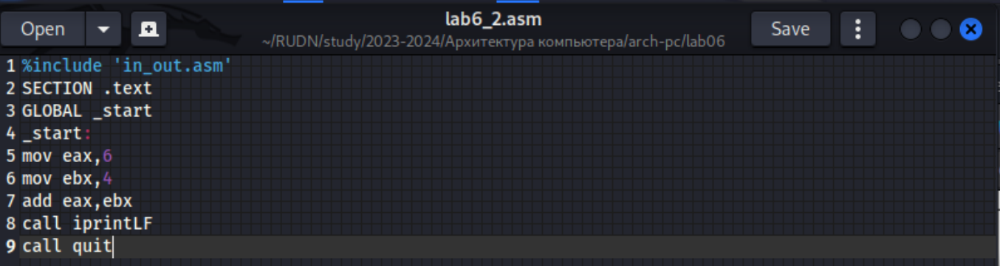 Open
lab6_2.asm
~/RUDN/study/2023-2024/Архитектура компьютера/arch-pc/lab06
Save
1 %include 'in_out.asm'
2 SECTION .text
3 GLOBAL _start
4 _start:
5 mov eax,6
6 mov ebx,4
7 add eax,ebx
8 call iprintLF
9 call quit